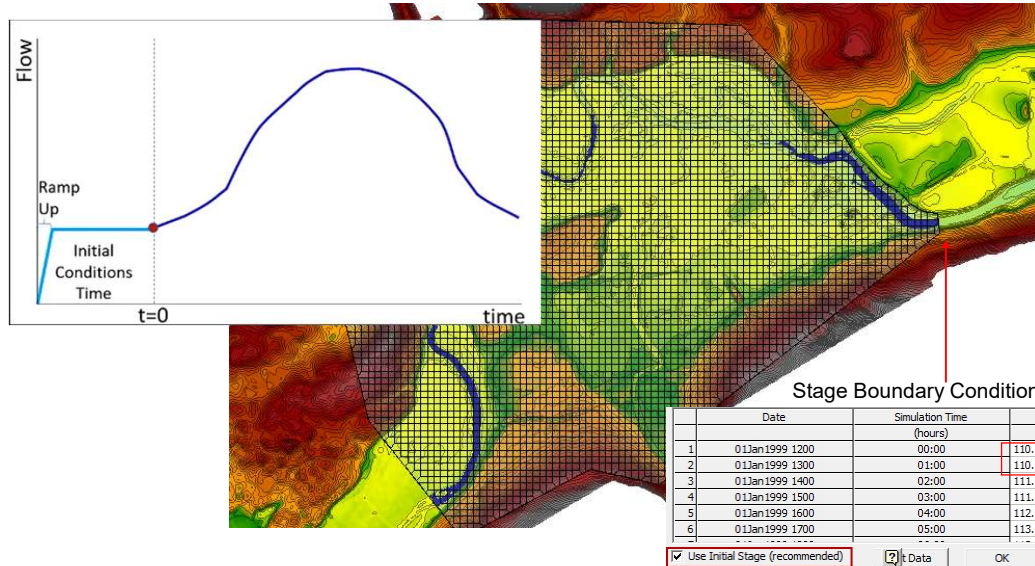 Flow
Ramp
Up
Initial
Conditions
Time
t=0
time
Stage Boundary Condition
Date Simulation Time
(hours)
1 01Jan1999 1200 00:00 110.
2 01Jan1999 1300 01:00 110.
3 01Jan1999 1400 02:00 111.
4 01Jan1999 1500 03:00 111.
5 01Jan1999 1600 04:00 112.
6 01Jan1999 1700 05:00 113.
Use Initial Stage (recommended) ? t Data OK